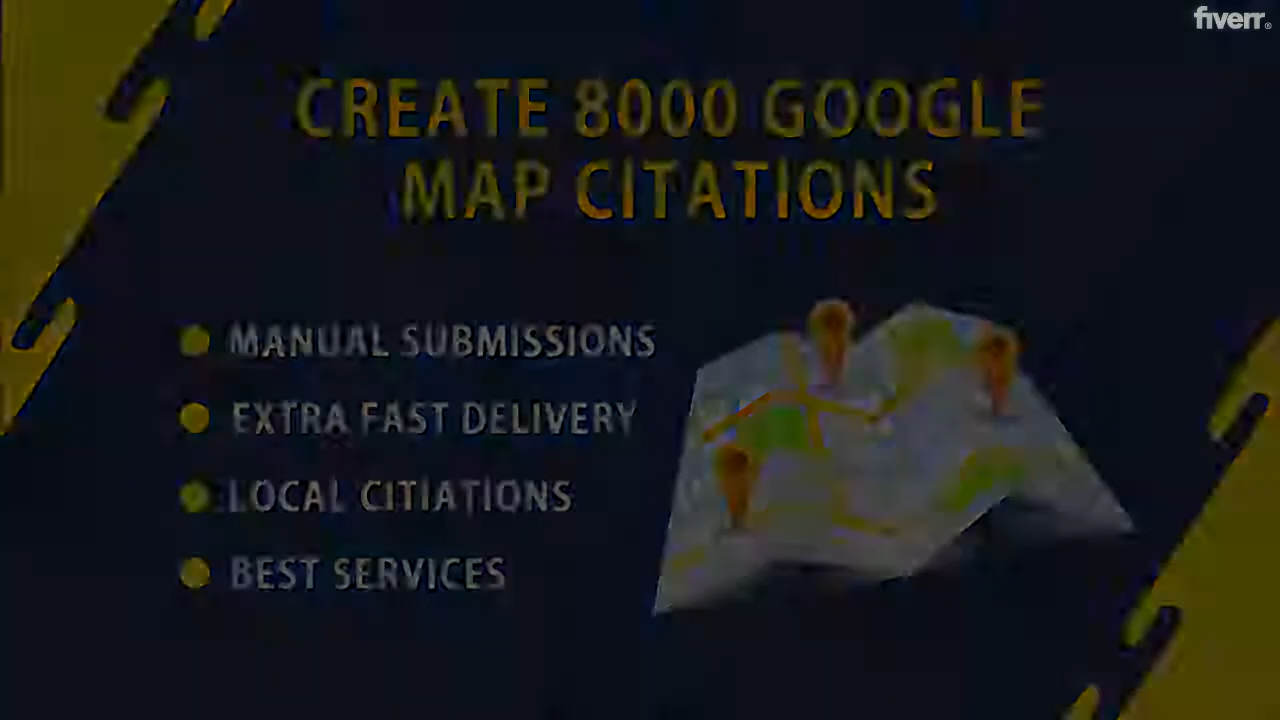 fiverr®
CREATE 8000 GOOGLE
MAP CITATIONS
MANUAL SUBMISSIONS
EXTRA FAST DELIVERY
LOCAL CITIATIONS
BEST SERVICES